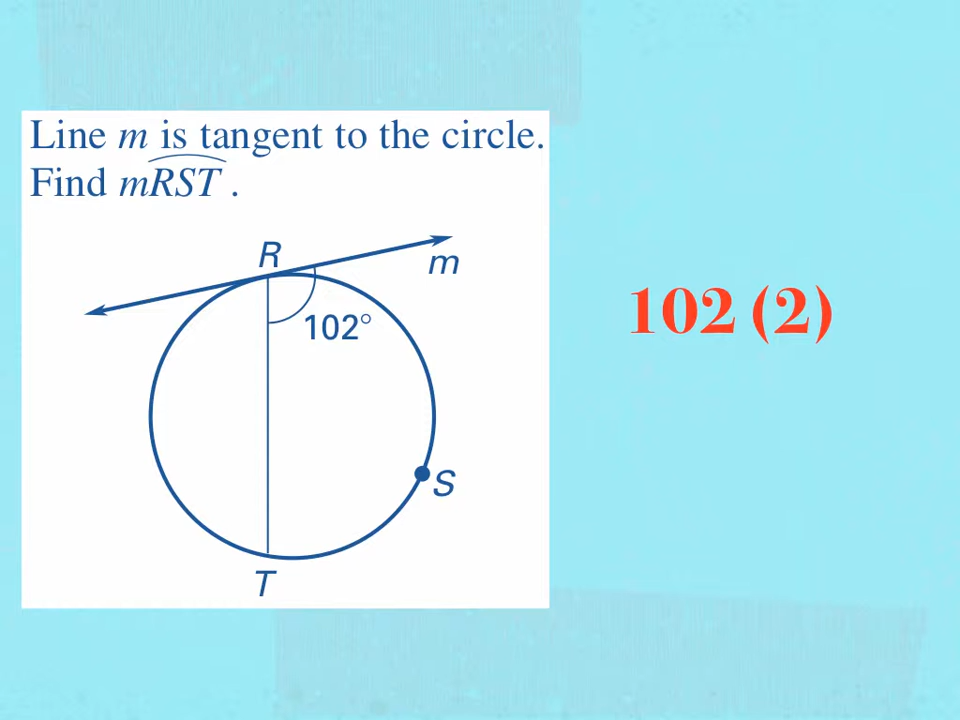 Line m is tangent to the circle.
Find mRST .
R
m
102°
102 (2)
S
T